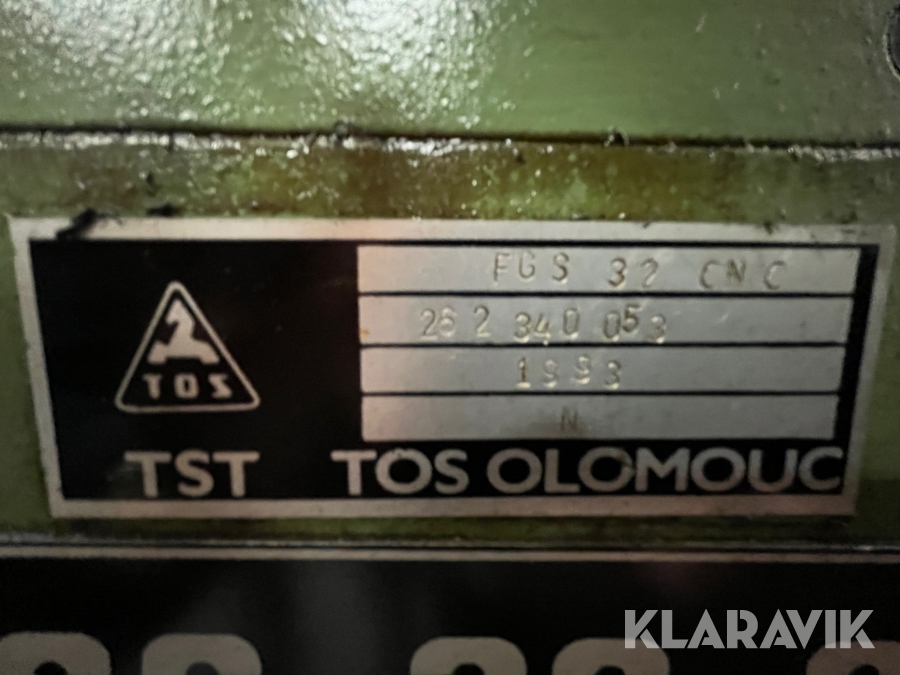 FGS 32 CNC
262 340 053
1993
N
TOS
TST TOS OLOMOUC
KLARAVIK